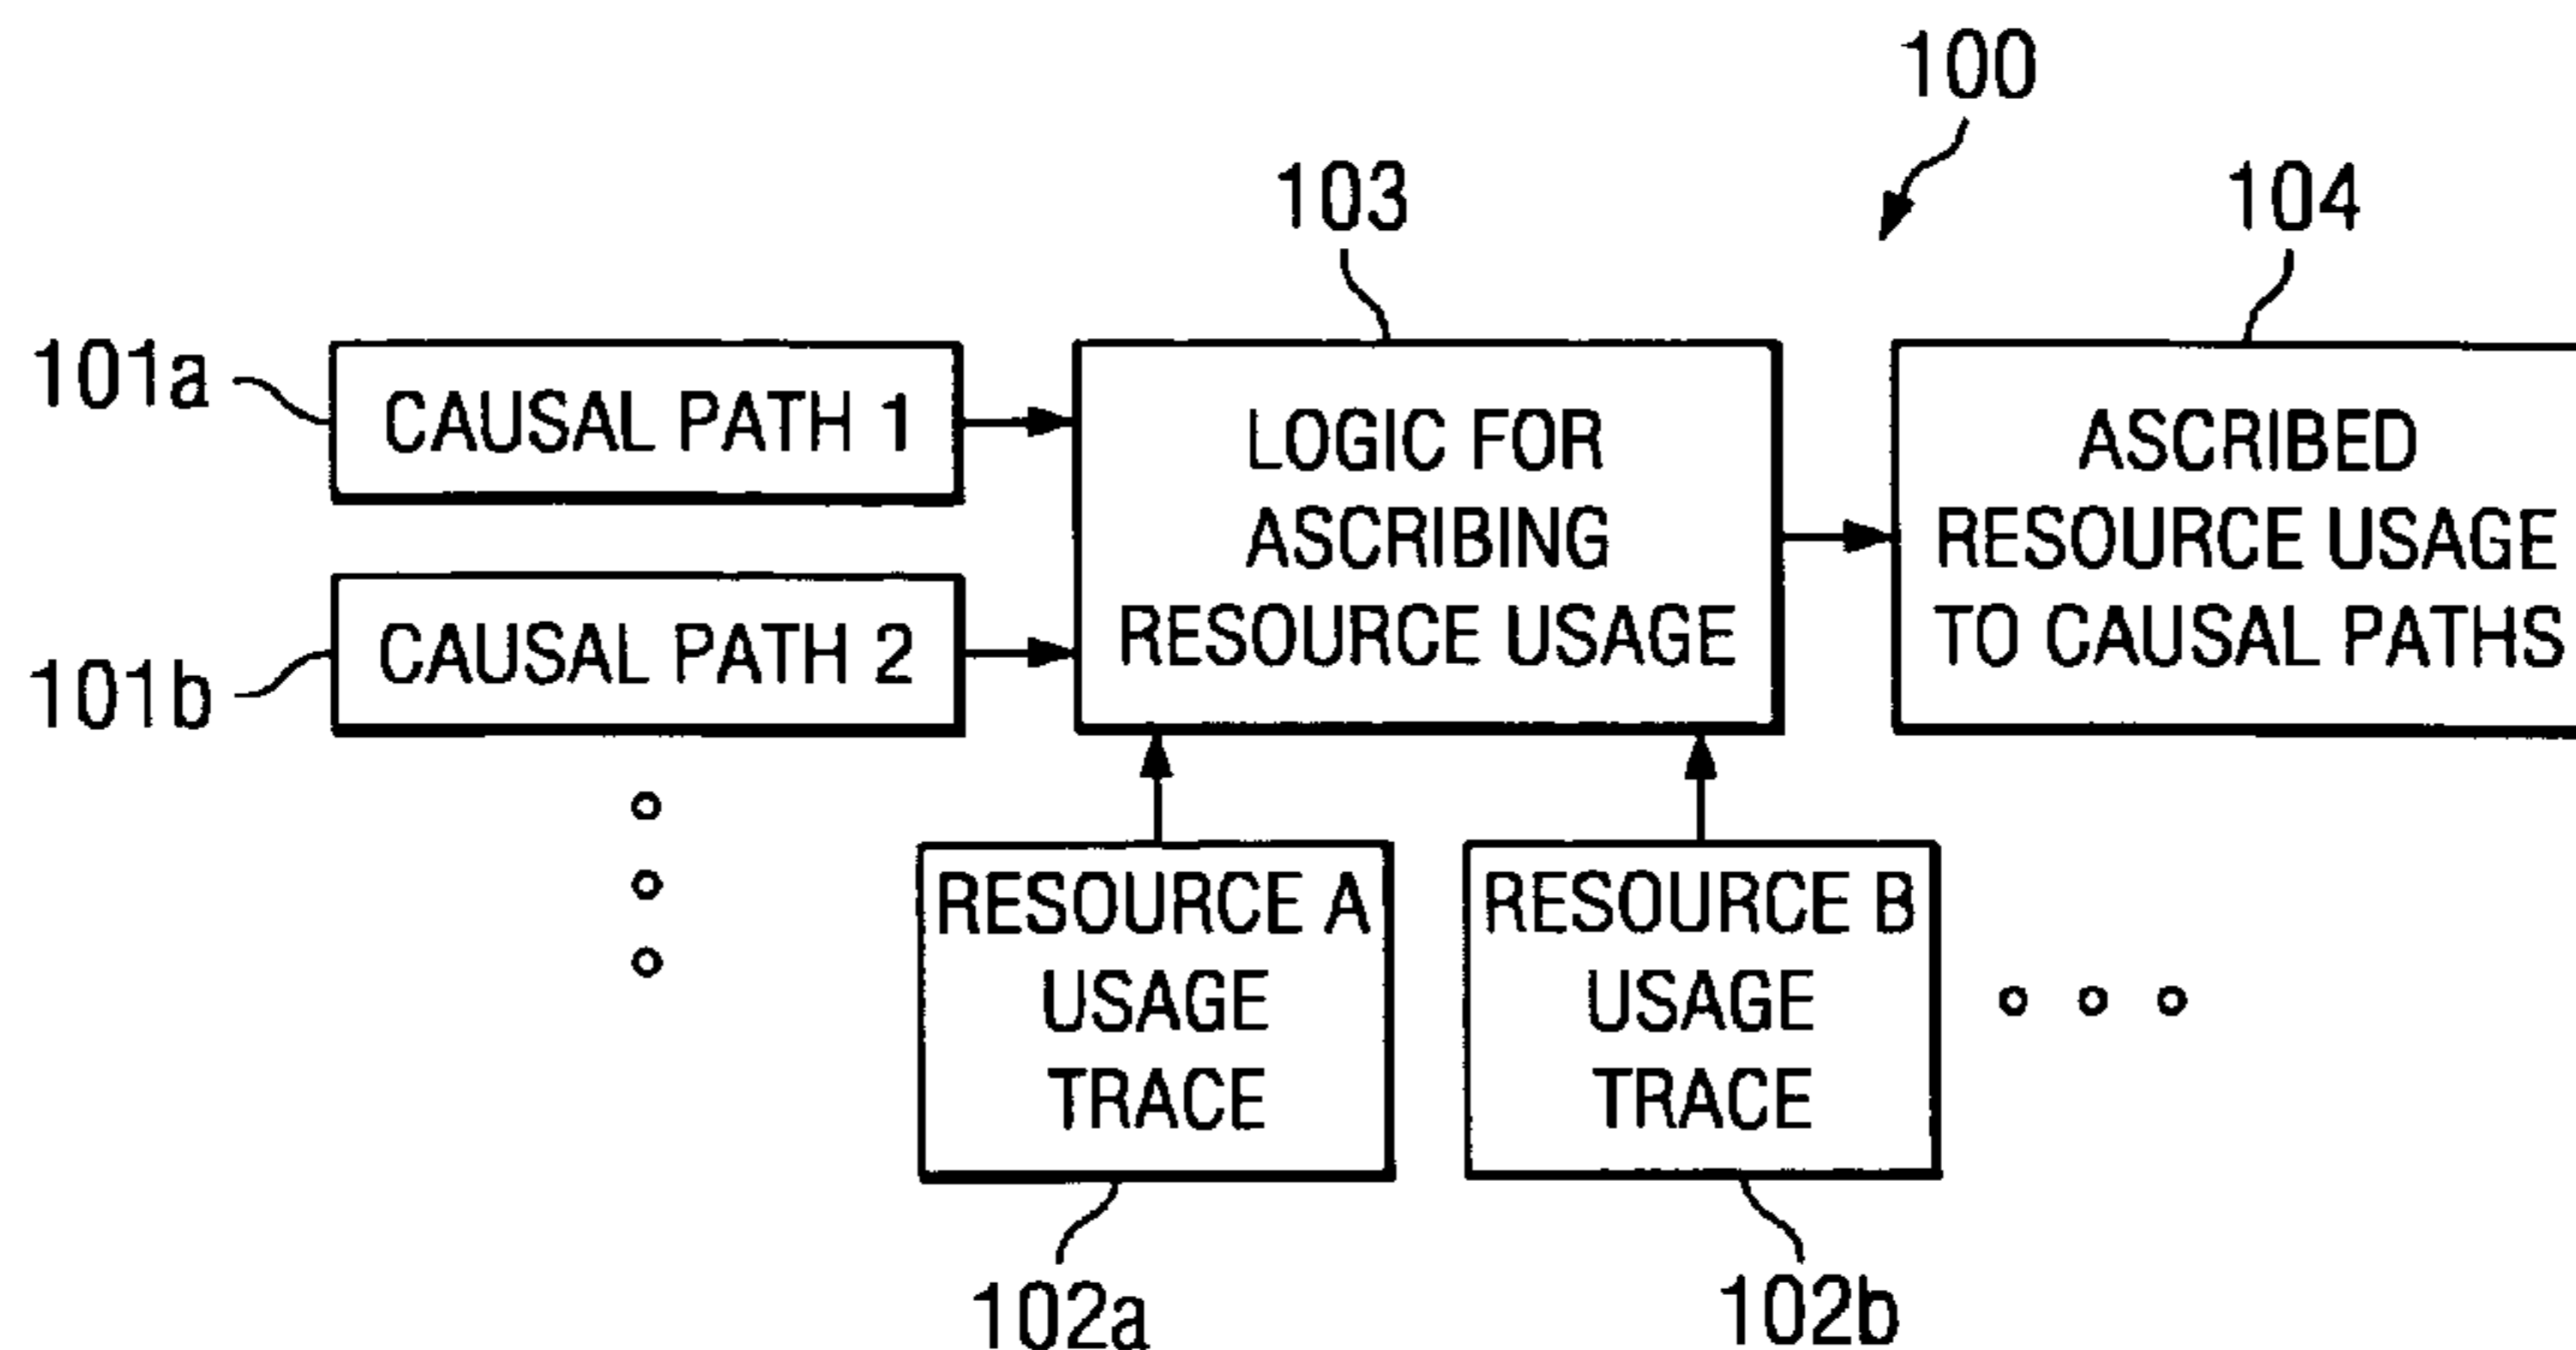 100
103
104
101a
CAUSAL PATH 1
LOGIC FOR
ASCRIBING
RESOURCE USAGE
ASCRIBED
RESOURCE USAGE
TO CAUSAL PATHS
101b
CAUSAL PATH 2
RESOURCE A
USAGE
TRACE
RESOURCE B
USAGE
TRACE
102a
102b